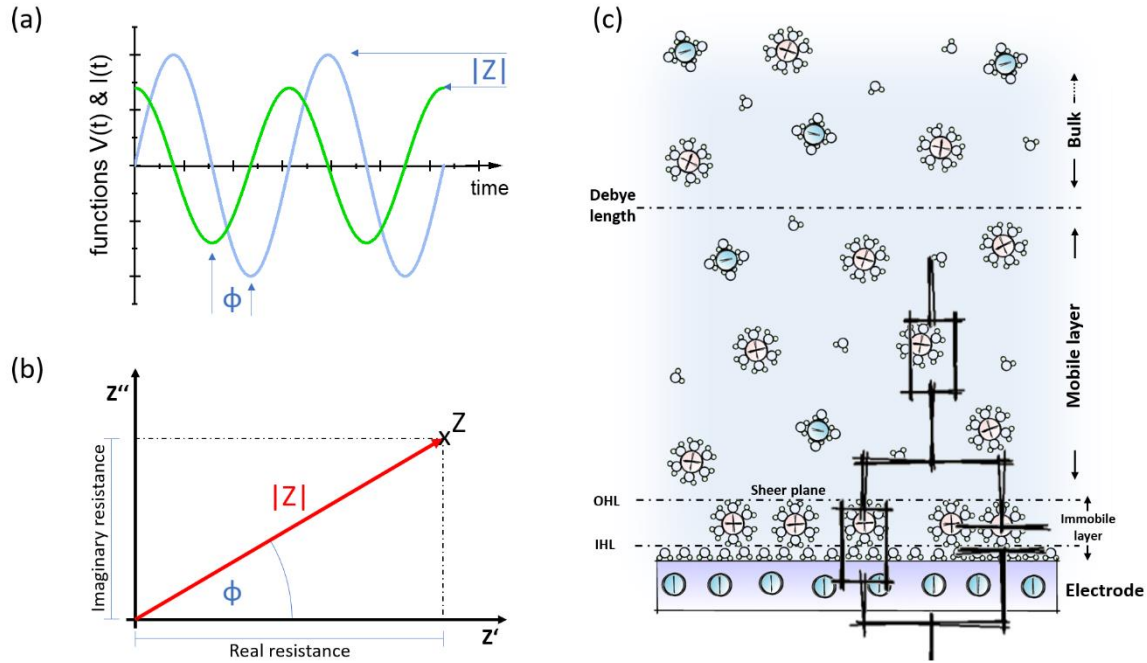 (a)
functions V(t) & I(t)
|Z|
time
ϕ
(b)
Z‘‘
Z
|Z|
ϕ
Imaginary resistance
Z‘
Real resistance
(c)
Bulk
Debye
length
Mobile layer
Sheer plane
OHL
IHL
Immobile
layer
Electrode